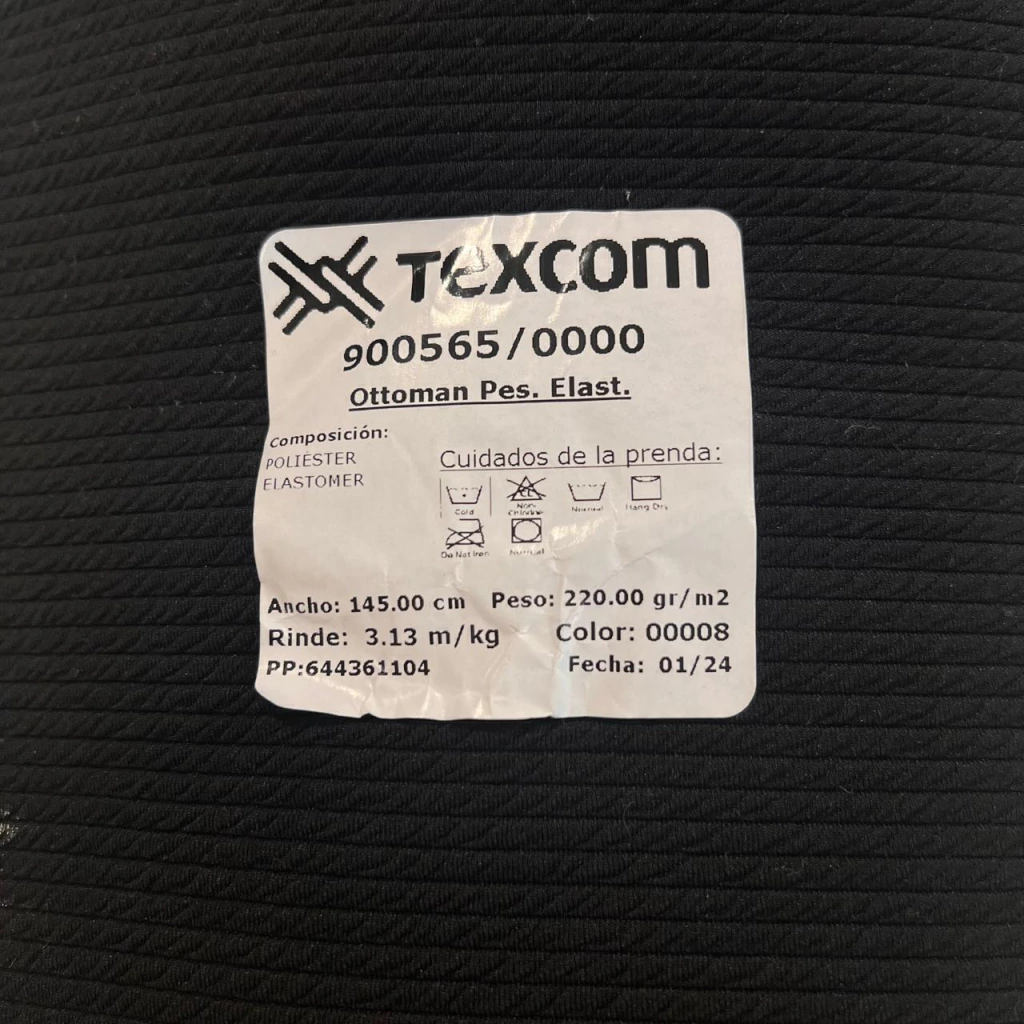 Texcom
900565/0000
Ottoman Pes. Elast.
Composición:
POLIÉSTER
ELASTOMER
Cuidados de la prenda:
Cold
Non-Chlorine
Normal
Hang Dry
Do Not Iron
Normal
Ancho: 145.00 cm Peso: 220.00 gr/m2
Rinde: 3.13 m/kg Color: 00008
PP:644361104 Fecha: 01/24